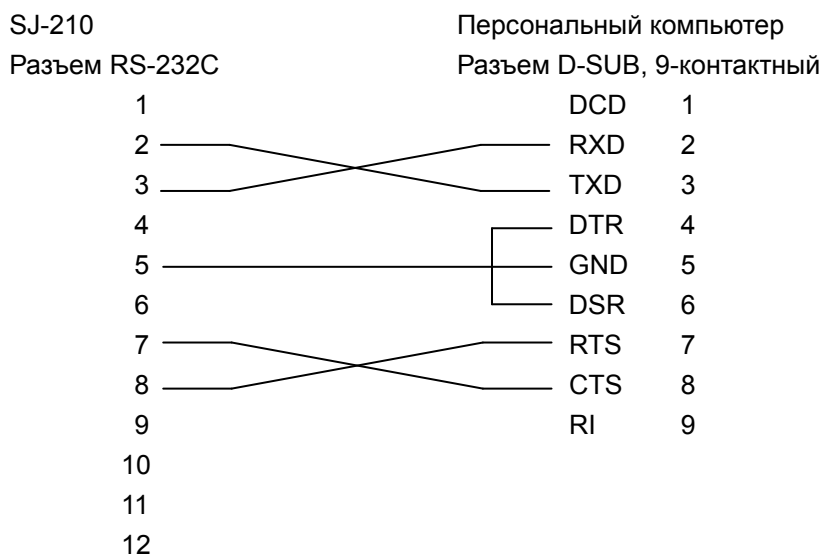 SJ-210 Персональный компьютер
Разъем RS-232C Разъем D-SUB, 9-контактный
1 DCD 1
2 RXD 2
3 TXD 3
4 DTR 4
5 GND 5
6 DSR 6
7 RTS 7
8 CTS 8
9 RI 9
10
11
12